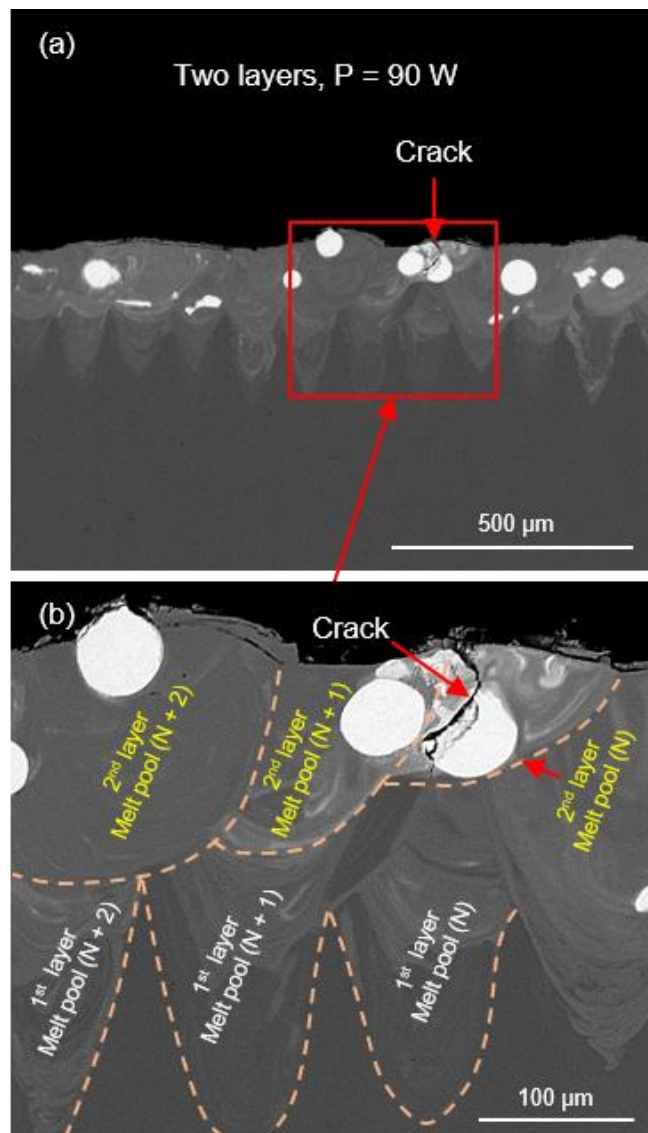 (a)
Two layers, P = 90 W
Crack
500 µm
(b)
Crack
2nd layer
Melt pool (N + 2)
2nd layer
Melt pool (N + 1)
2nd layer
Melt pool (N)
1st layer
Melt pool (N + 2)
1st layer
Melt pool (N + 1)
1st layer
Melt pool (N)
100 µm